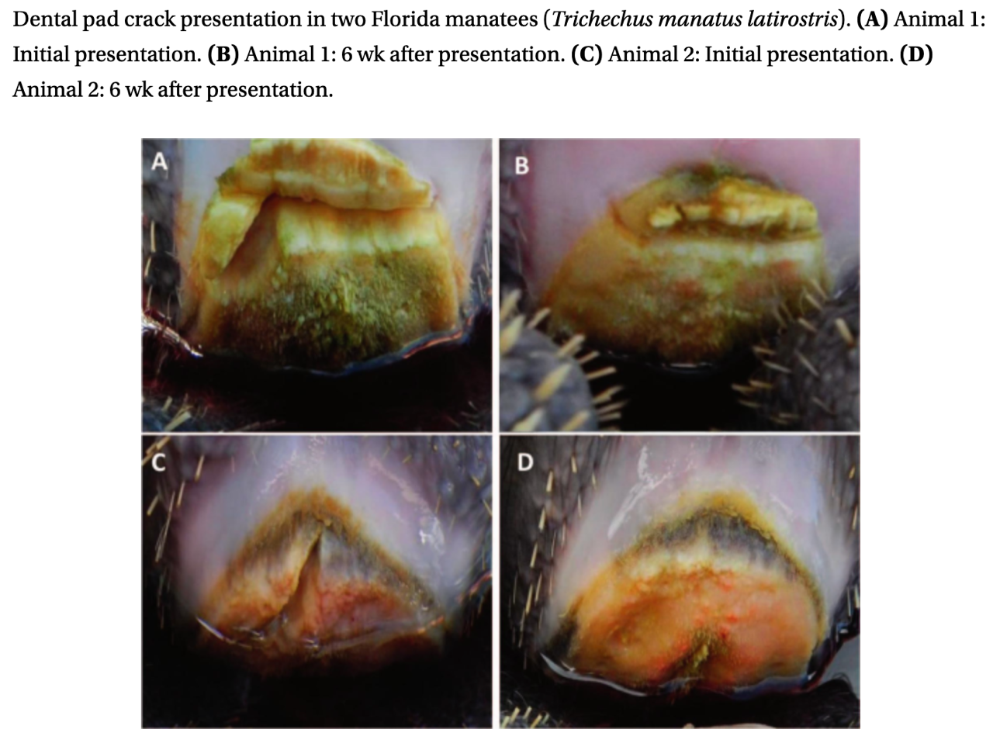 Dental pad crack presentation in two Florida manatees (Trichechus manatus latirostris). (A) Animal 1:
Initial presentation. (B) Animal 1: 6 wk after presentation. (C) Animal 2: Initial presentation. (D)
Animal 2: 6 wk after presentation.
A
B
C
D